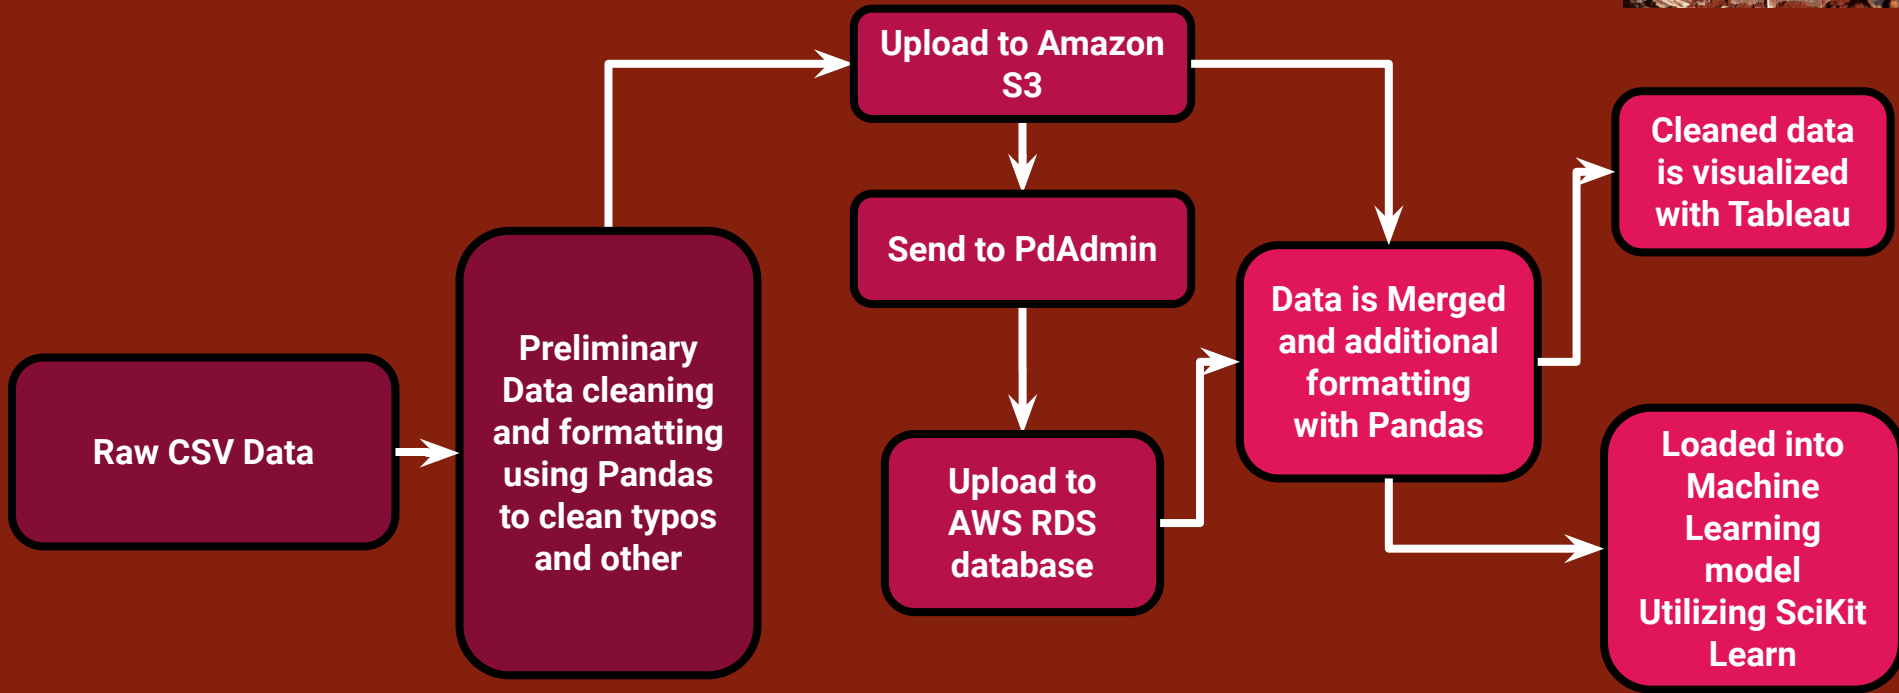 Raw CSV Data
Preliminary
Data cleaning
and formatting
using Pandas
to clean typos
and other
Upload to Amazon
S3
Send to PdAdmin
Upload to
AWS RDS
database
Data is Merged
and additional
formatting
with Pandas
Cleaned data
is visualized
with Tableau
Loaded into
Machine
Learning
model
Utilizing SciKit
Learn